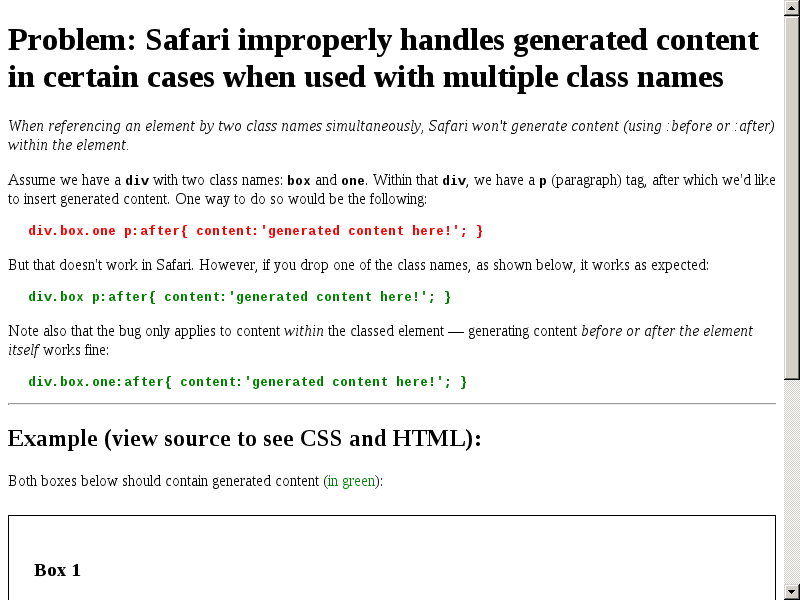 Problem: Safari improperly handles generated content
in certain cases when used with multiple class names
When referencing an element by two class names simultaneously, Safari won't generate content (using :before or :after)
within the element.
Assume we have a div with two class names: box and one. Within that div, we have a p (paragraph) tag, after which we'd like
to insert generated content. One way to do so would be the following:
div.box.one p:after{ content:'generated content here!'; }
But that doesn't work in Safari. However, if you drop one of the class names, as shown below, it works as expected:
div.box p:after{ content:'generated content here!'; }
Note also that the bug only applies to content within the classed element — generating content before or after the element
itself works fine:
div.box.one:after{ content:'generated content here!'; }
Example (view source to see CSS and HTML):
Both boxes below should contain generated content (in green):
Box 1